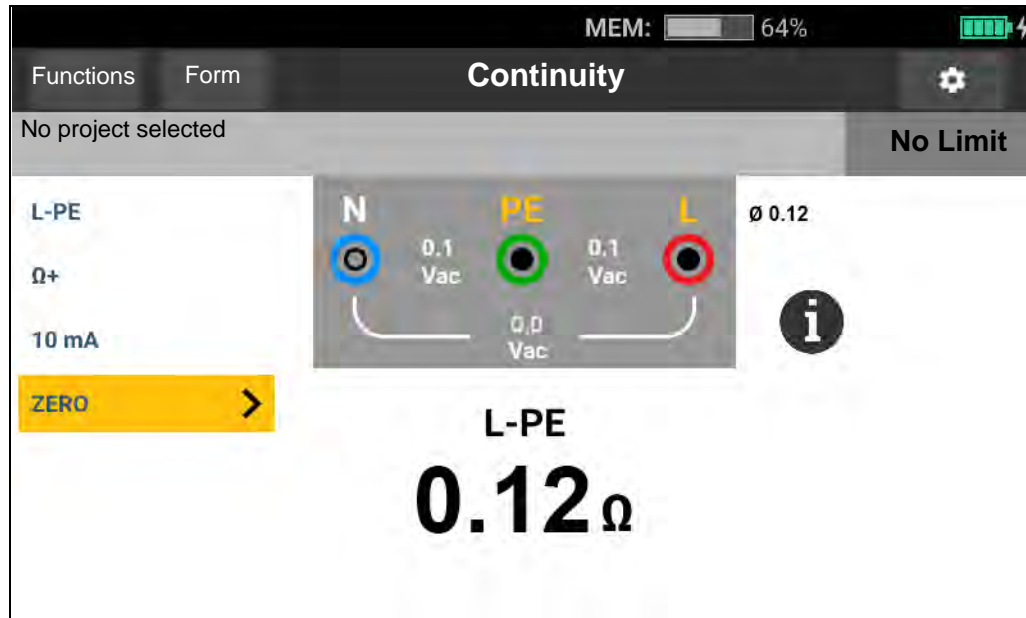 MEM: 64%
Functions Form Continuity
No project selected
No Limit
L-PE
Ω+
10 mA
ZERO
N PE L
0.1 Vac
0.1 Vac
0.0 Vac
Ø 0.12
i
L-PE
0.12 Ω